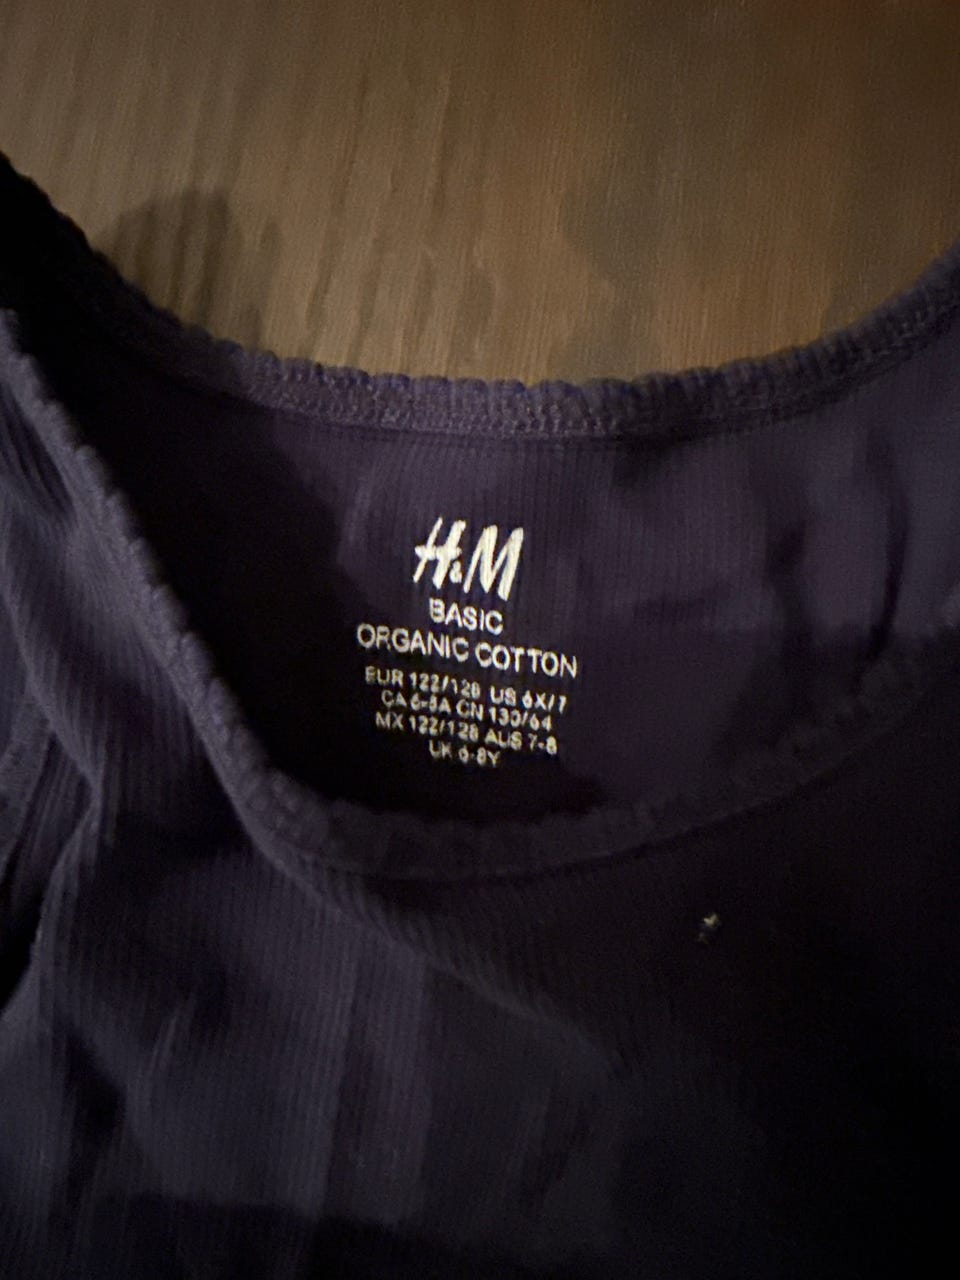 H&M
BASIC
ORGANIC COTTON
EUR 122/128 US 6X/7
CA 6-8A CN 130/64
MX 122/128 AUS 7-8
UK 6-8Y